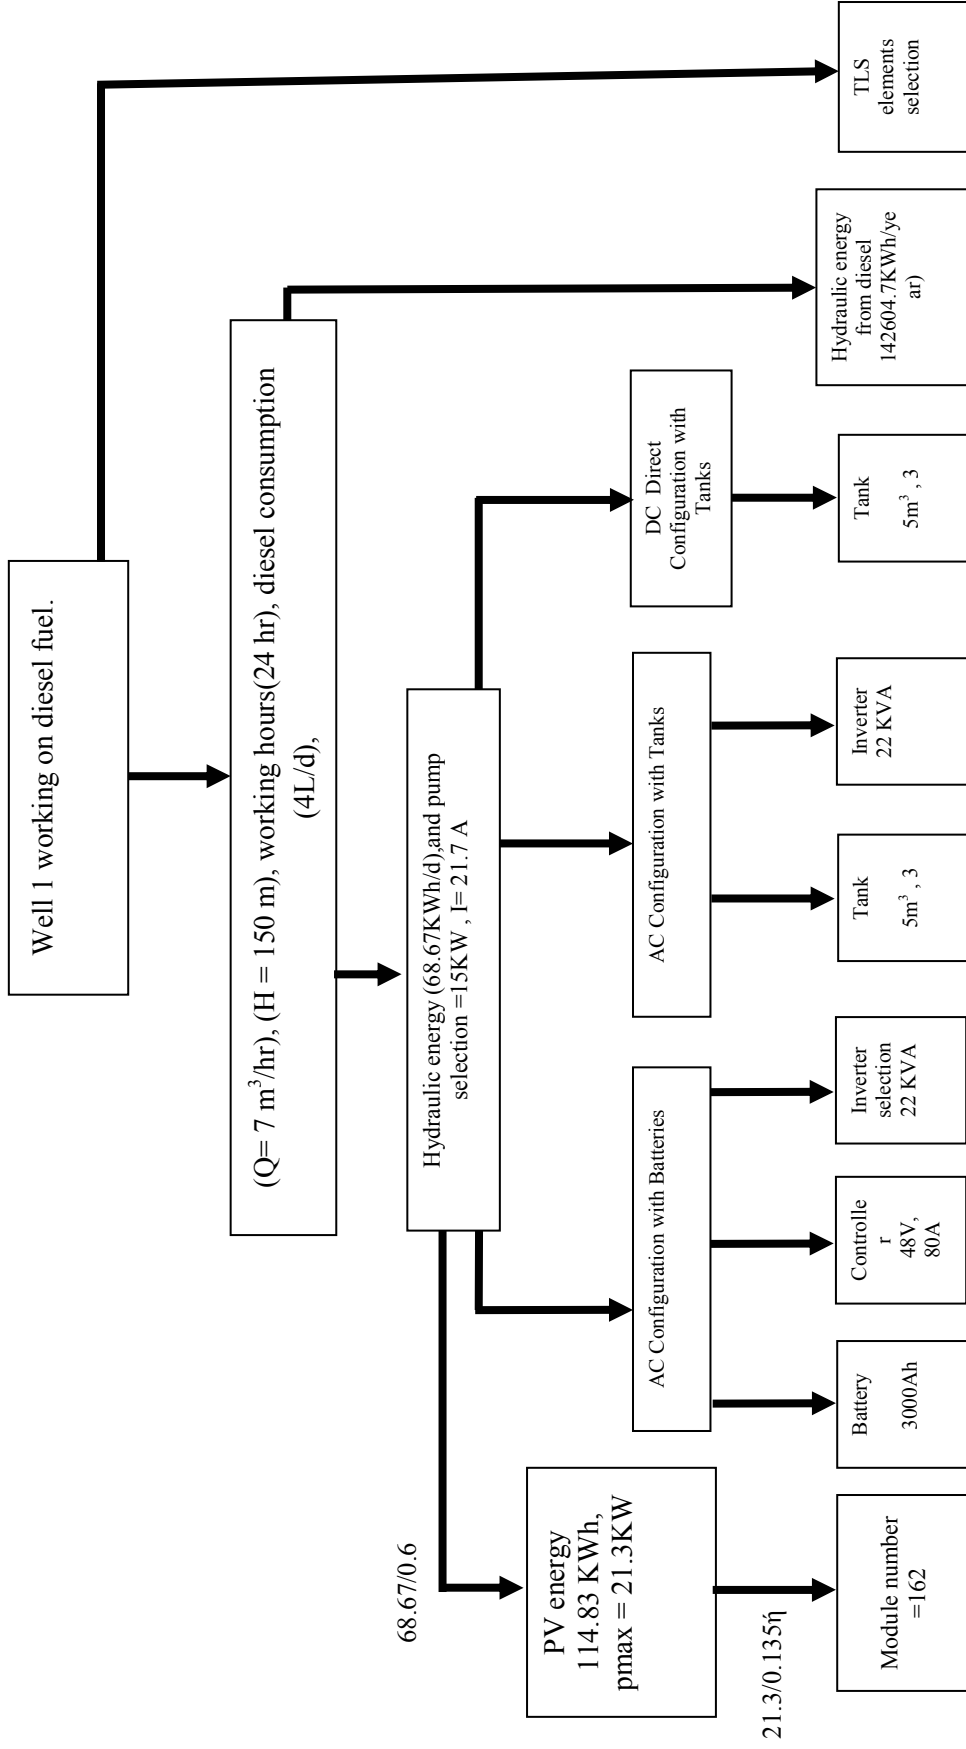 Well 1 working on diesel fuel.
(Q= 7 m³/hr), (H = 150 m), working hours(24 hr), diesel consumption
(4L/d),
Hydraulic energy (68.67KWh/d),and pump
selection =15KW , I= 21.7 A
68.67/0.6
PV energy
114.83 KWh,
pmax = 21.3KW
AC Configuration with Batteries
AC Configuration with Tanks
DC Direct
Configuration with
Tanks
21.3/0.135ή
Module number
=162
Battery
3000Ah
Controlle
r
48V,
80A
Inverter
selection
22 KVA
Tank
5m³ , 3
Inverter
22 KVA
Tank
5m³ , 3
Hydraulic energy
from diesel
142604.7KWh/ye
ar)
TLS
elements
selection